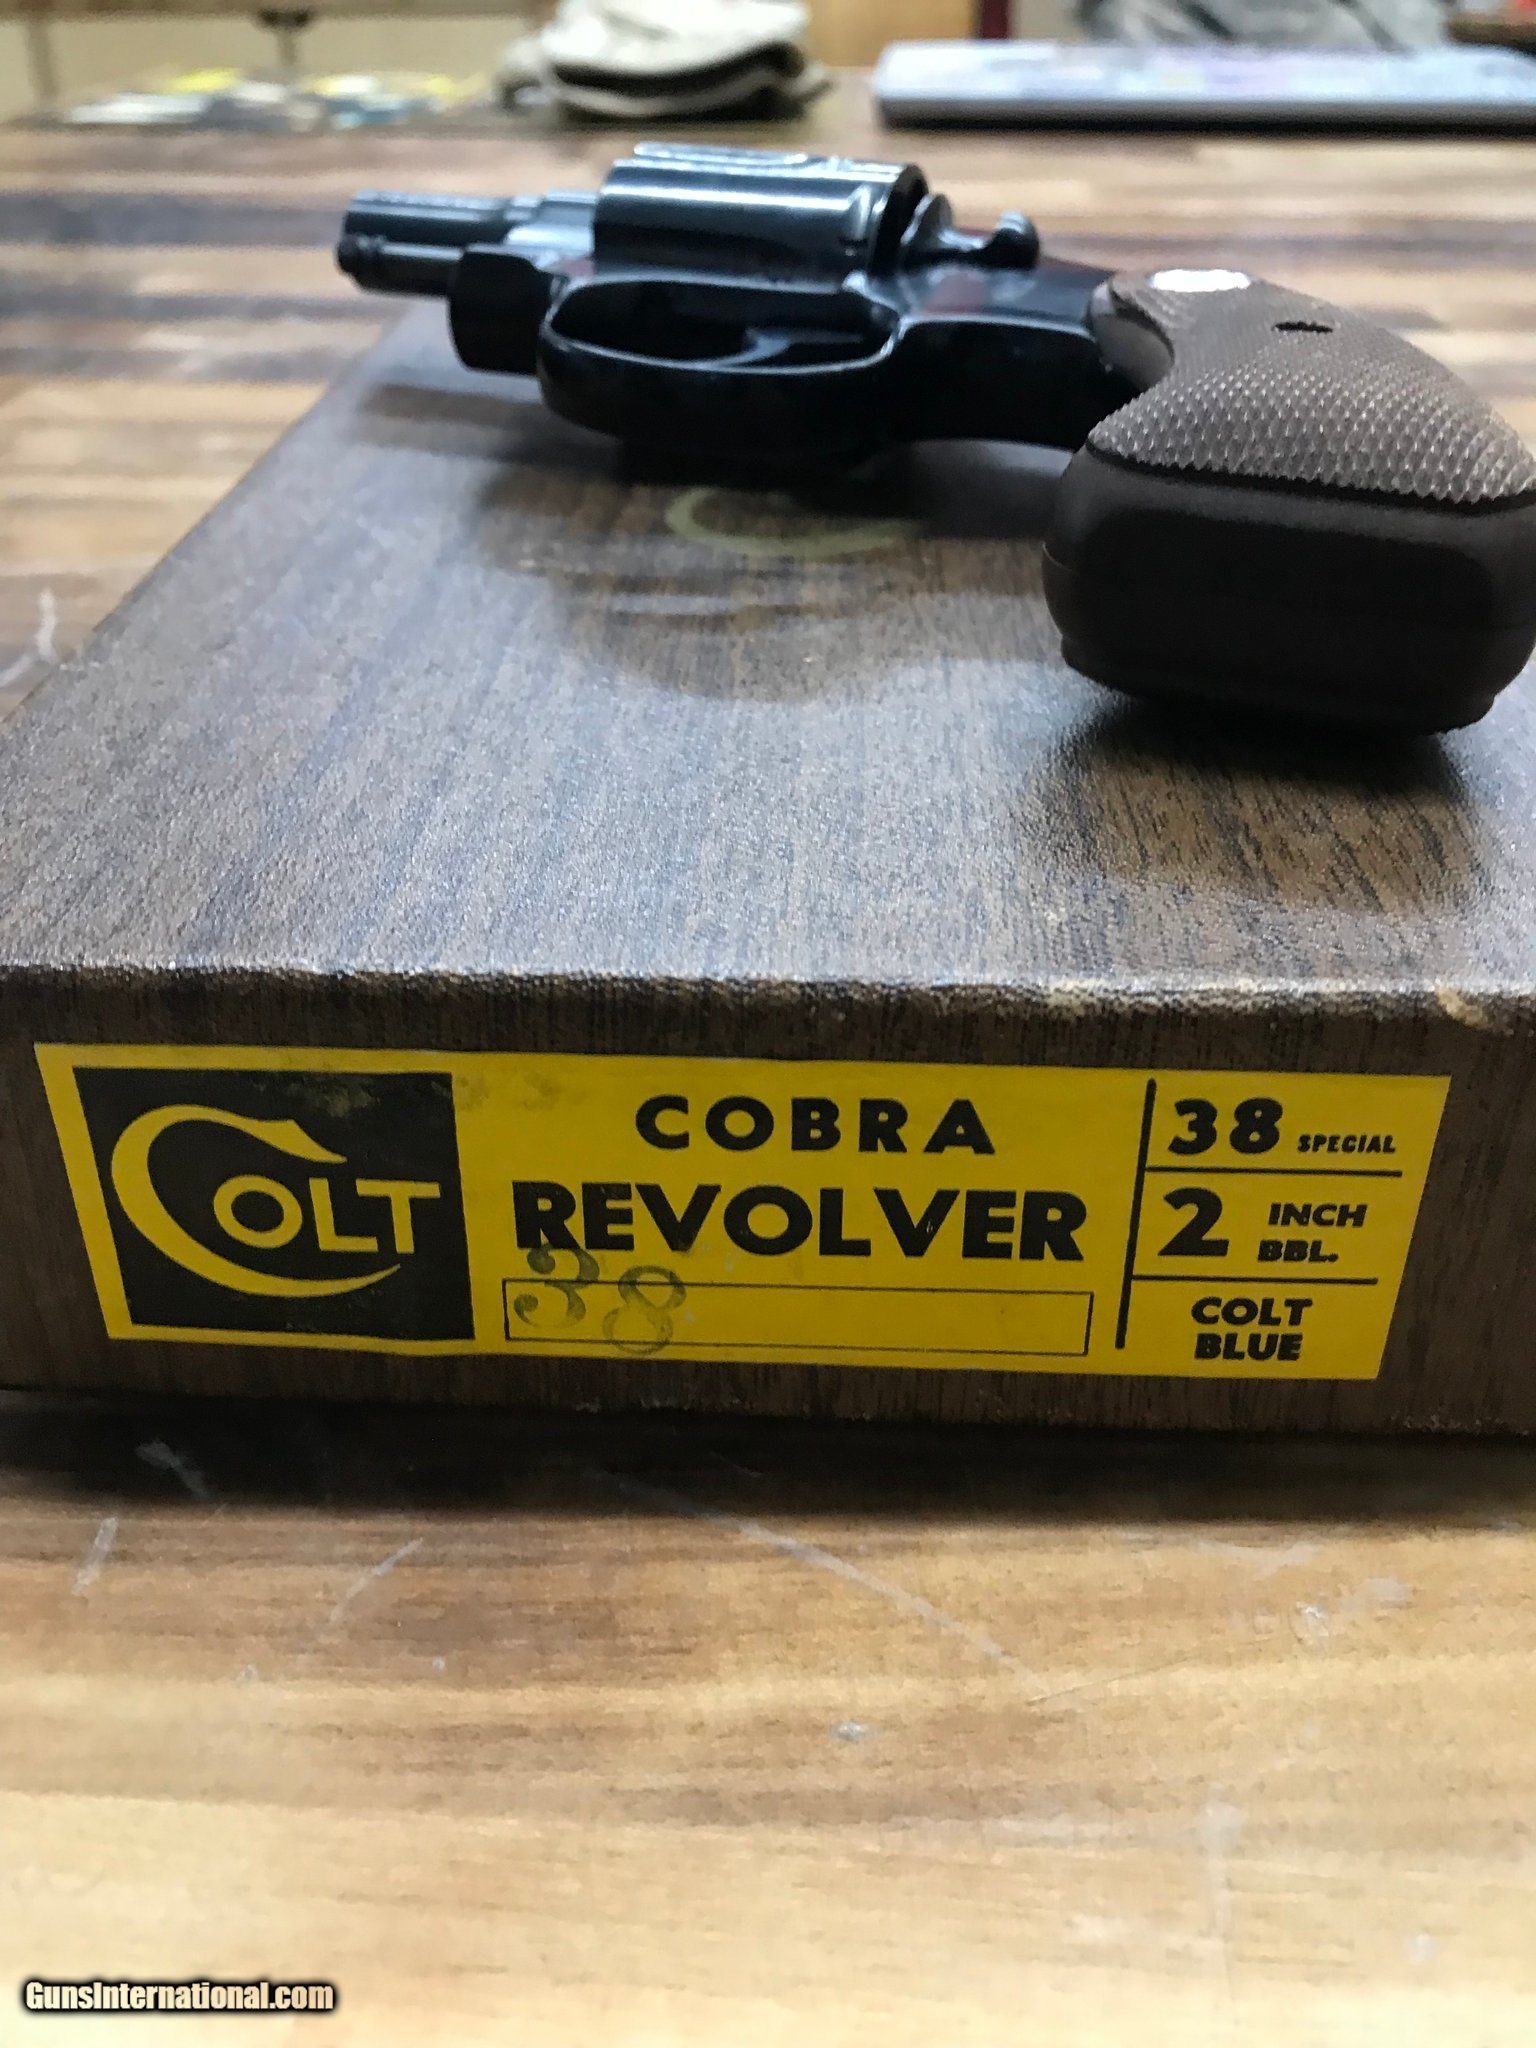 COLT
COBRA
REVOLVER
38
38 SPECIAL
2 INCH BBL.
COLT
BLUE
GunsInternational.com